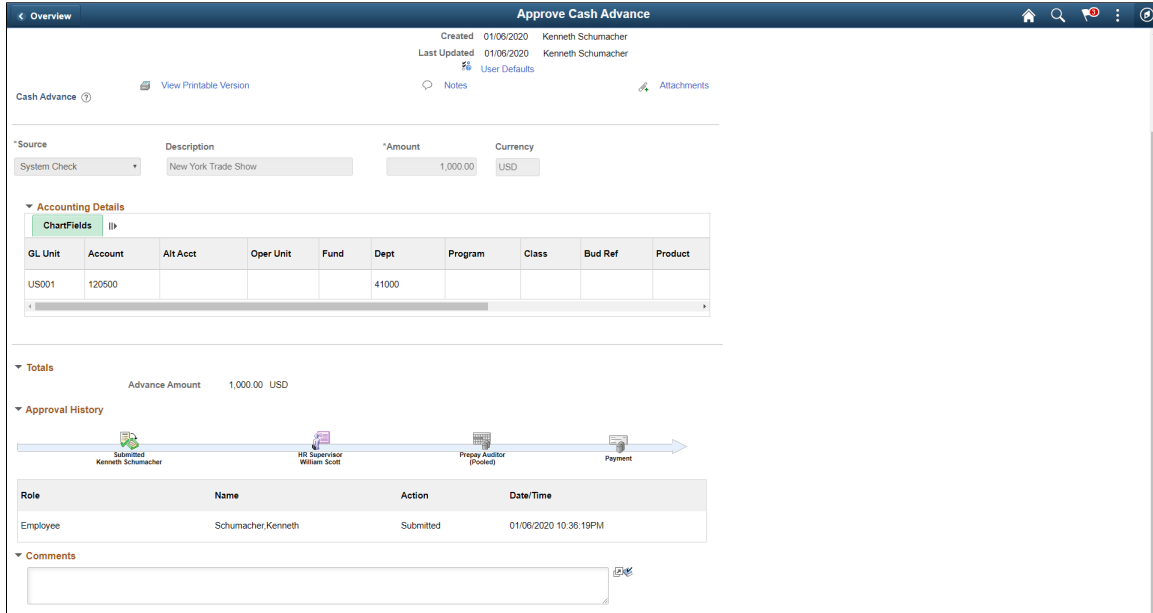 Overview
Approve Cash Advance
3
Created 01/06/2020 Kenneth Schumacher
Last Updated 01/06/2020 Kenneth Schumacher
User Defaults
View Printable Version Notes Attachments
Cash Advance ?
*Source Description *Amount Currency
System Check New York Trade Show 1,000.00 USD
Accounting Details
ChartFields
GL Unit Account Alt Acct Oper Unit Fund Dept Program Class Bud Ref Product
US001 120500 41000
Totals
Advance Amount 1,000.00 USD
Approval History
Submitted HR Supervisor Prepay Auditor Payment
Kenneth Schumacher William Scott (Pooled)
Role Name Action Date/Time
Employee Schumacher,Kenneth Submitted 01/06/2020 10:36:19PM
Comments